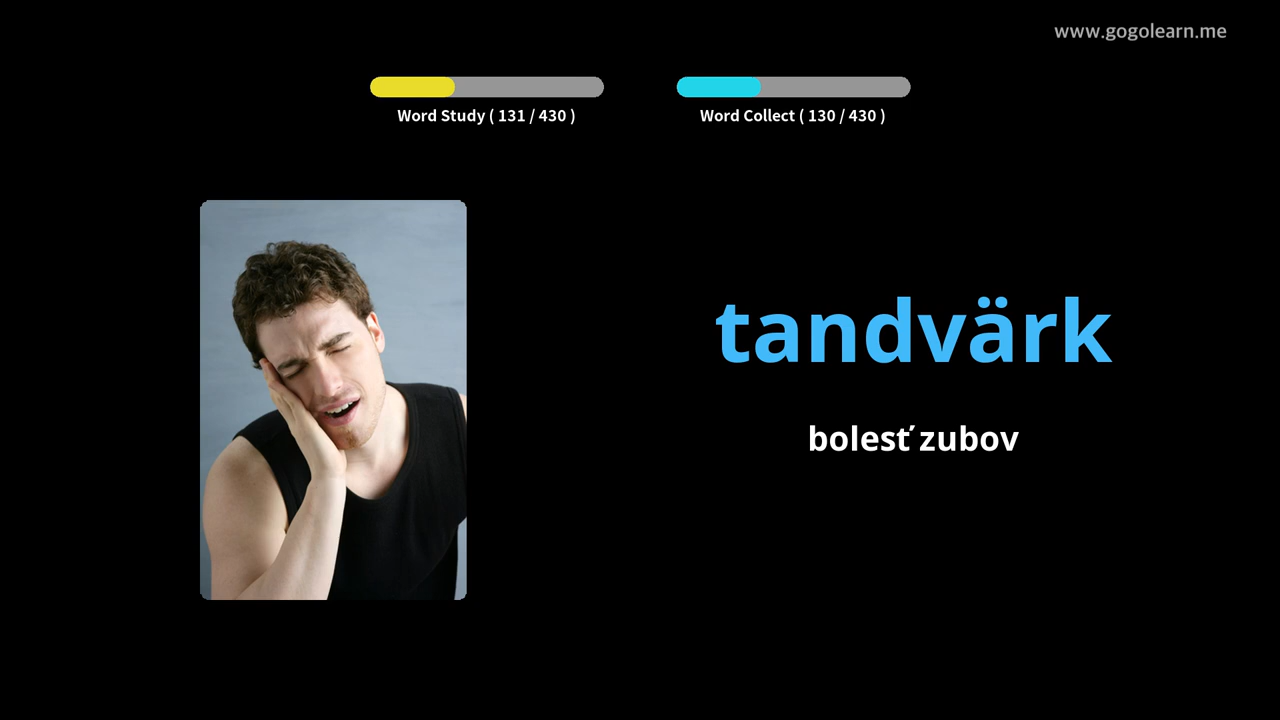 www.gogolearn.me
Word Study ( 131 / 430 )
Word Collect ( 130 / 430 )
tandvärk
bolesť zubov